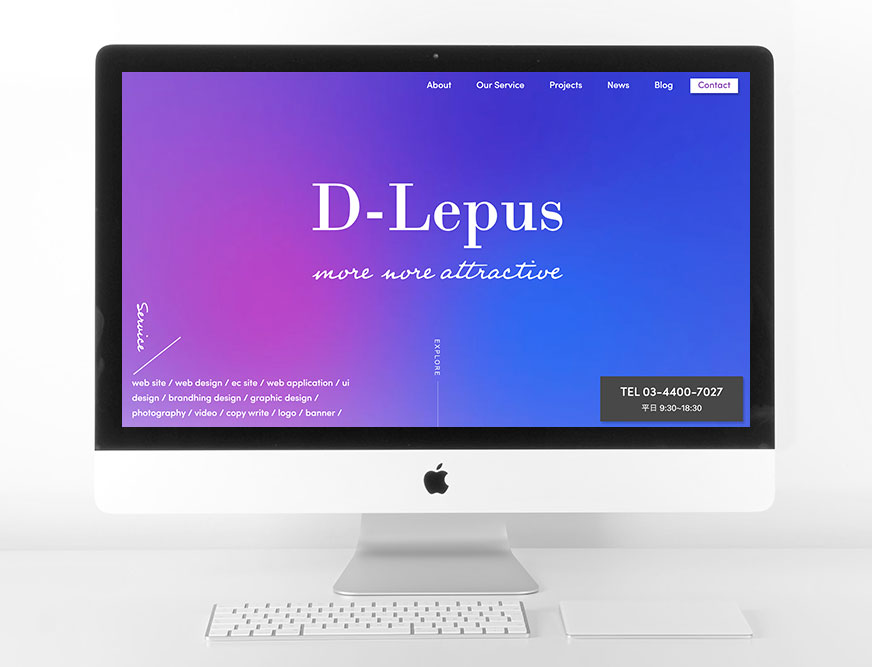 About Our Service Projects News Blog Contact
D-Lepus
more nore attractive
Service
EXPLORE
web site / web design / ec site / web application / ui
design / brandhing design / graphic design /
photography / video / copy write / logo / banner /
TEL 03-4400-7027
平日 9:30~18:30